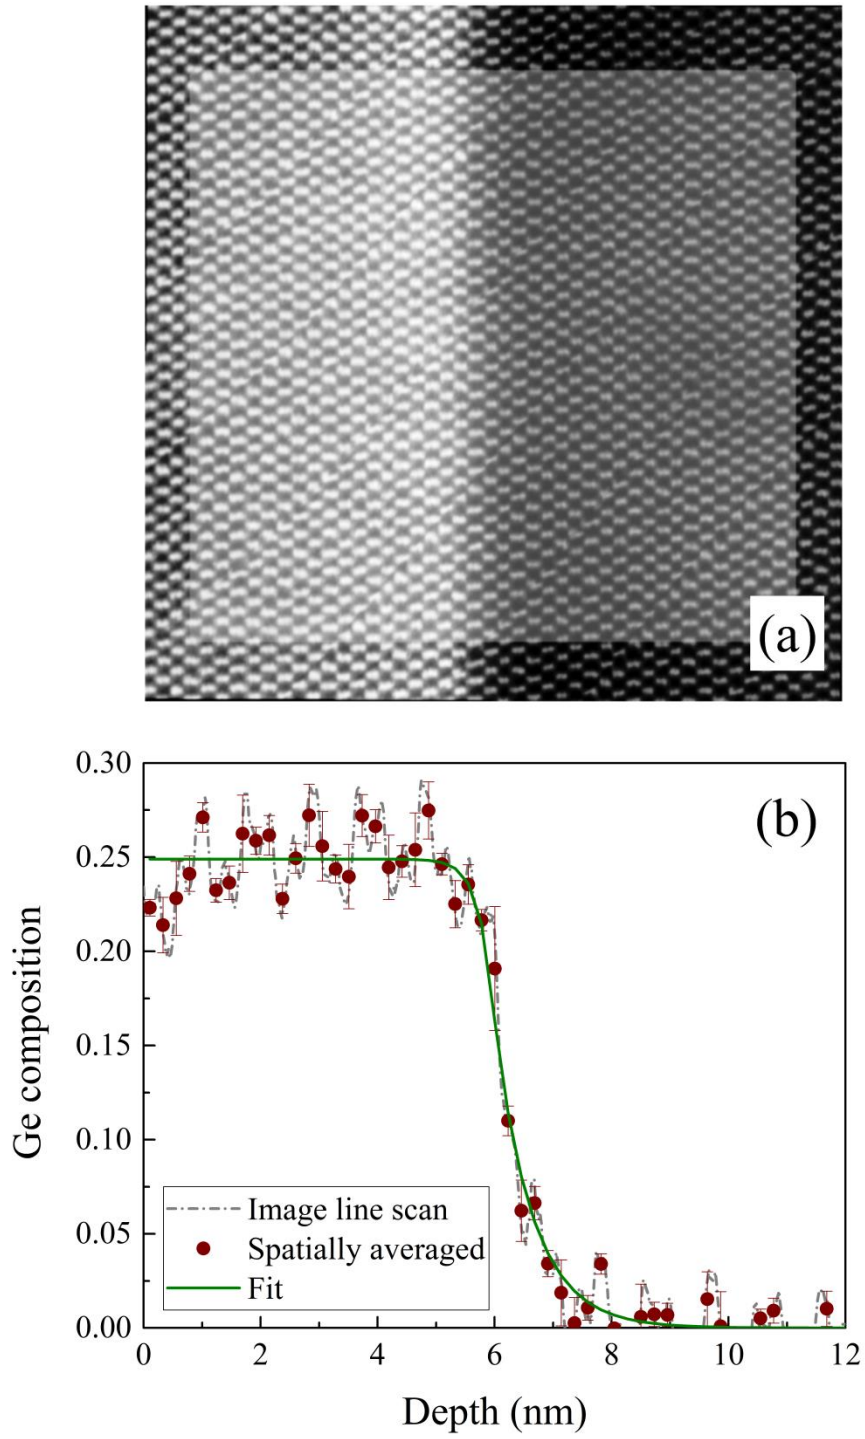 (a)
0.30
(b)
0.25
0.20
0.15
0.10
0.05
0.00
Ge composition
Image line scan
Spatially averaged
Fit
0 2 4 6 8 10 12
Depth (nm)